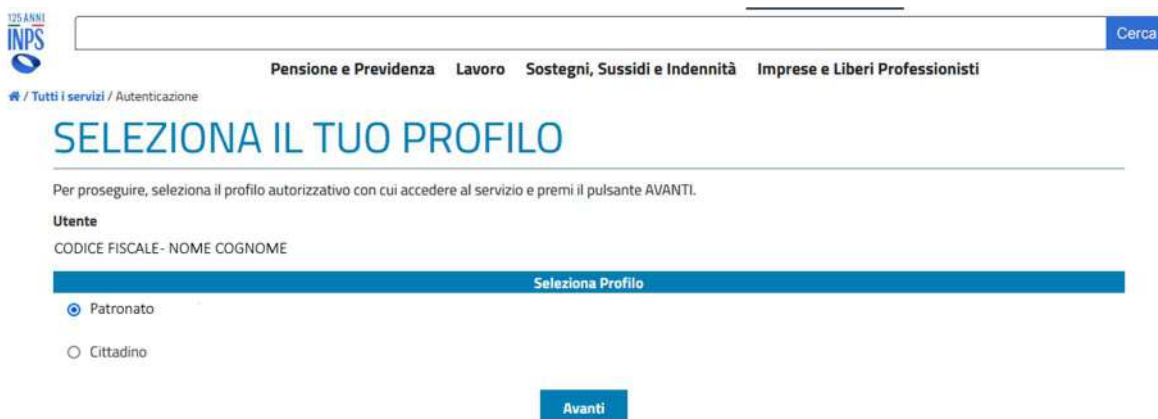 125 ANNI
INPS
Cerca
Pensione e Previdenza Lavoro Sostegni, Sussidi e Indennità Imprese e Liberi Professionisti
/ Tutti i servizi / Autenticazione
SELEZIONA IL TUO PROFILO
Per proseguire, seleziona il profilo autorizzativo con cui accedere al servizio e premi il pulsante AVANTI.
Utente
CODICE FISCALE- NOME COGNOME
Seleziona Profilo
Patronato
Cittadino
Avanti